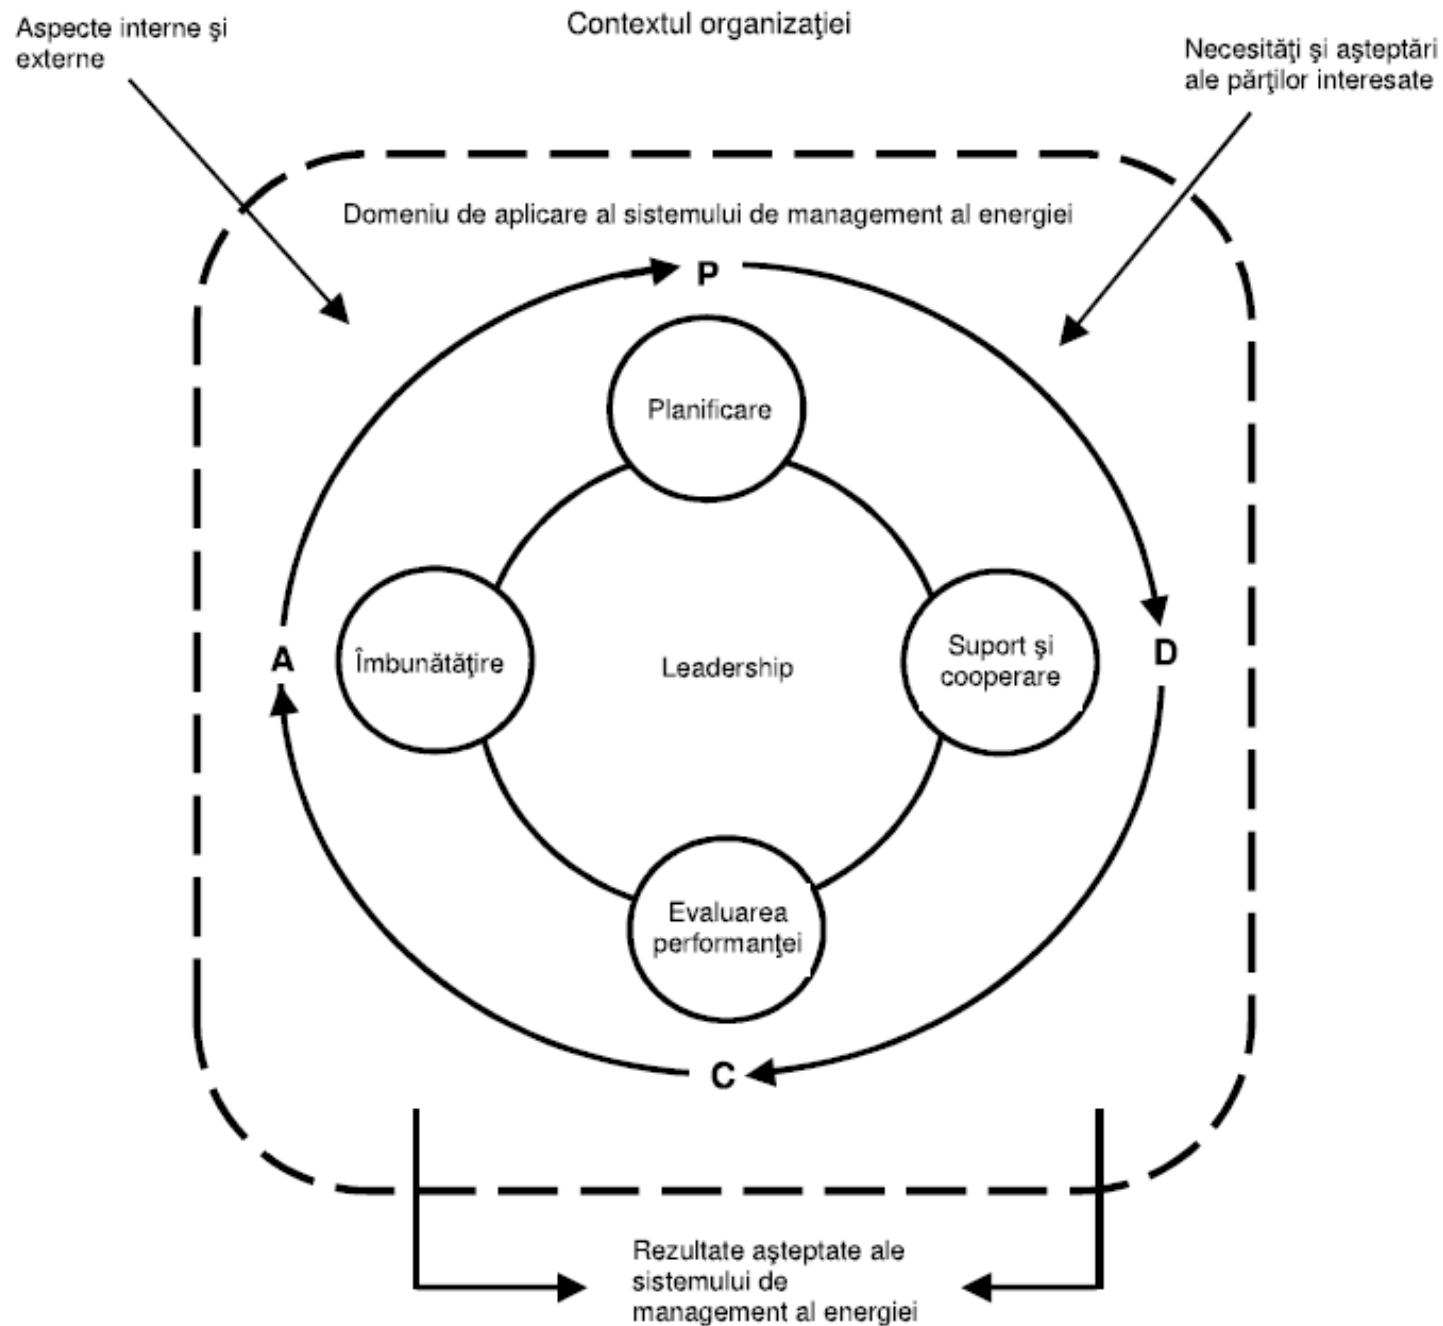 Contextul organizaţiei
Aspecte interne şi
externe
Necesităţi şi aşteptări
ale părţilor interesate
Domeniu de aplicare al sistemului de management al energiei
P
Planificare
A
Îmbunătăţire
Leadership
Suport şi
cooperare
D
Evaluarea
performanţei
C
Rezultate aşteptate ale
sistemului de
management al energiei